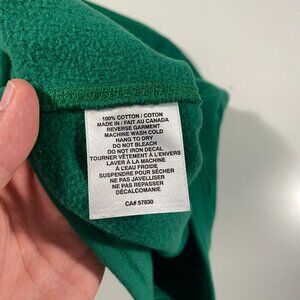 100% COTTON / COTON
MADE IN / FAIT AU CANADA
REVERSE GARMENT
MACHINE WASH COLD
HANG TO DRY
DO NOT BLEACH
DO NOT IRON DECAL
TOURNER VÊTEMENT À L'ENVERS
LAVER À LA MACHINE
À L'EAU FROIDE
SUSPENDRE POUR SÉCHER
NE PAS JAVELLISER
NE PAS REPASSER
DÉCALCOMANIE
CA# 57830